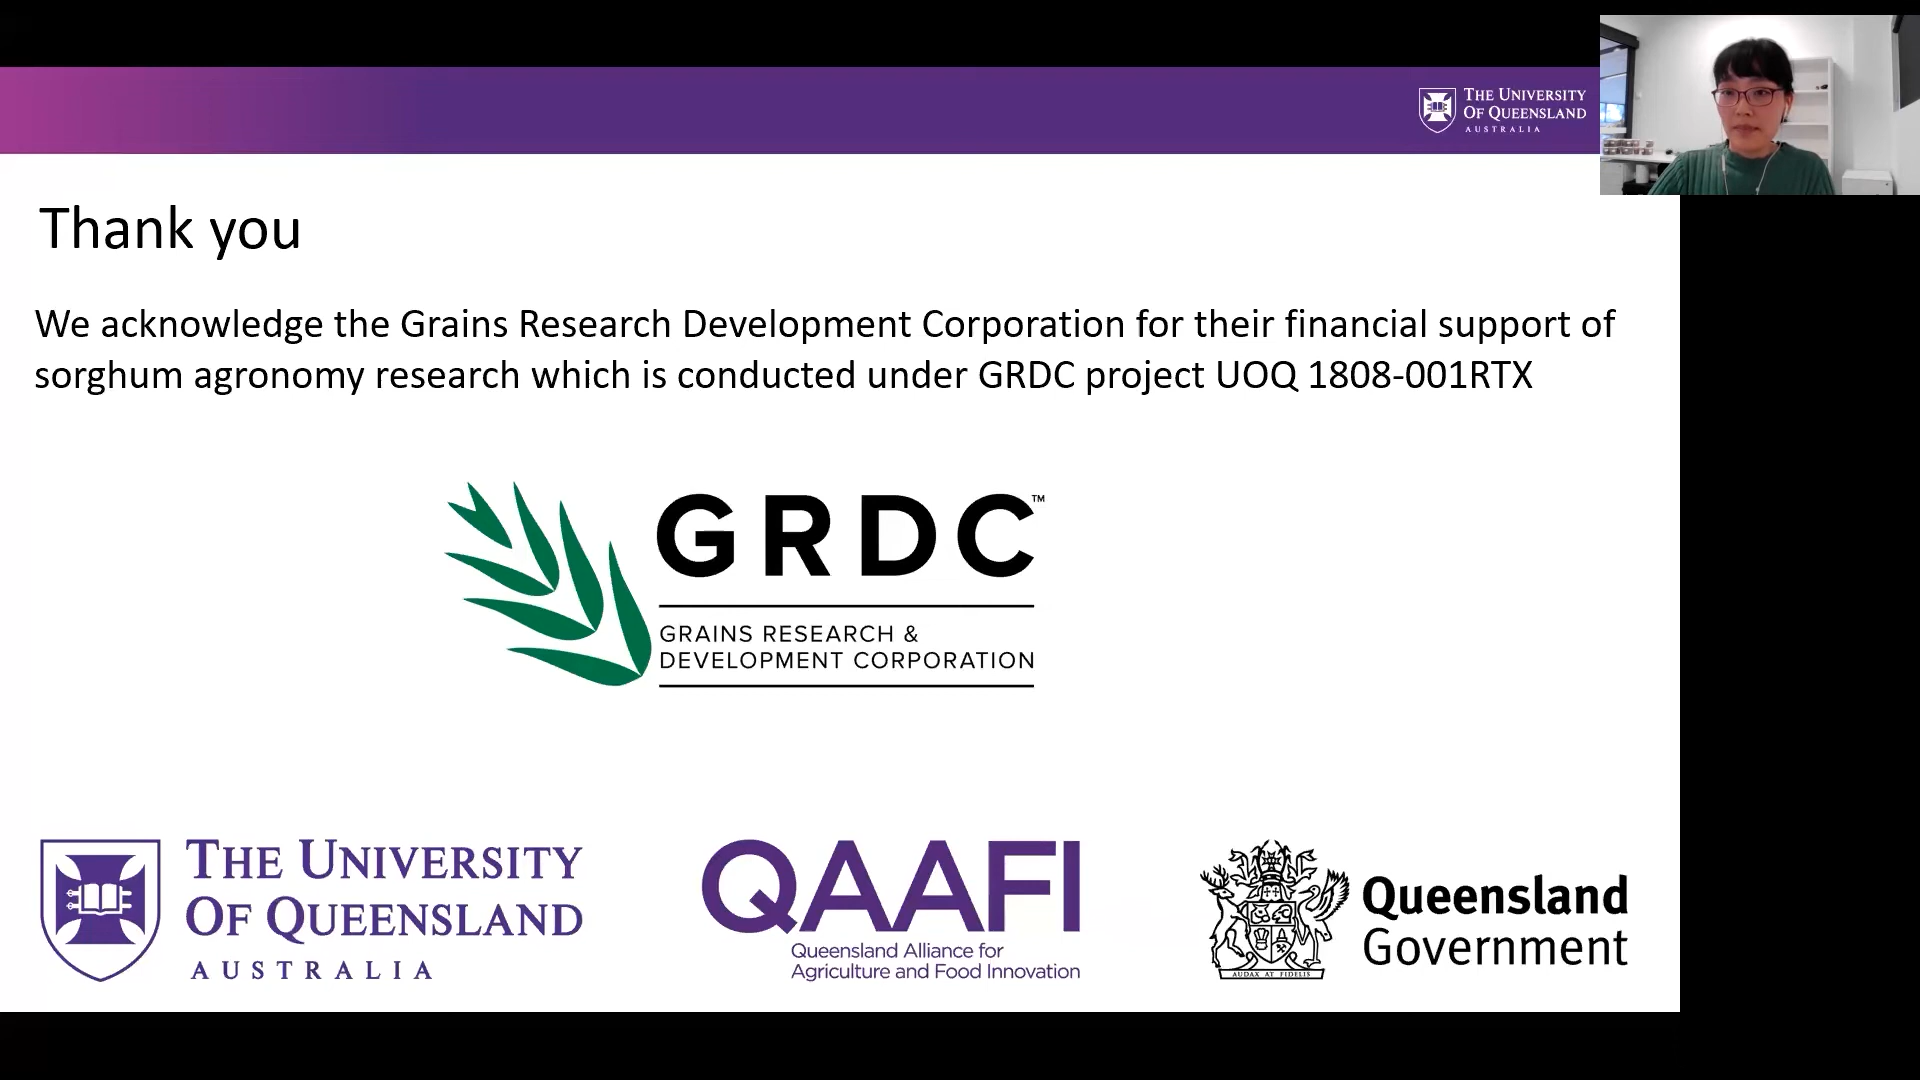 THE UNIVERSITY
OF QUEENSLAND
AUSTRALIA
Thank you
We acknowledge the Grains Research Development Corporation for their financial support of
sorghum agronomy research which is conducted under GRDC project UOQ 1808-001RTX
GRDC™
GRAINS RESEARCH &
DEVELOPMENT CORPORATION
THE UNIVERSITY
OF QUEENSLAND
AUSTRALIA
QAAFI
Queensland Alliance for
Agriculture and Food Innovation
AUDAX AT FIDELIS
Queensland
Government